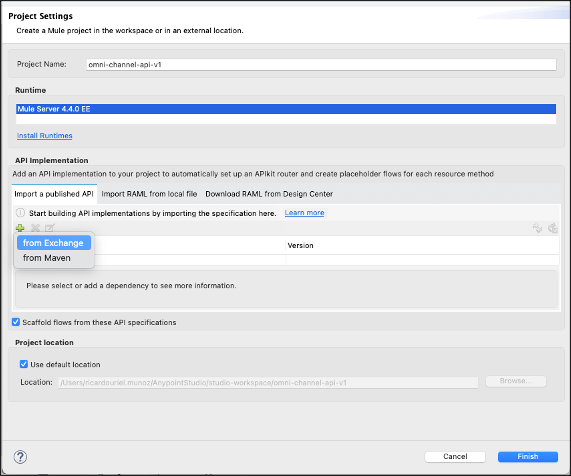 Project Settings
Create a Mule project in the workspace or in an external location.
Project Name: omni-channel-api-v1
Runtime
Mule Server 4.4.0 EE
Install Runtimes
API Implementation
Add an API implementation to your project to automatically set up an APIkit router and create placeholder flows for each resource method
Import a published API Import RAML from local file Download RAML from Design Center
Start building API implementations by importing the specification here. Learn more
from Exchange Version
from Maven
Please select or add a dependency to see more information.
Scaffold flows from these API specifications
Project location
Use default location
Location: /Users/ricardouriel.munoz/AnypointStudio/studio-workspace/omni-channel-api-v1 Browse...
? Cancel Finish